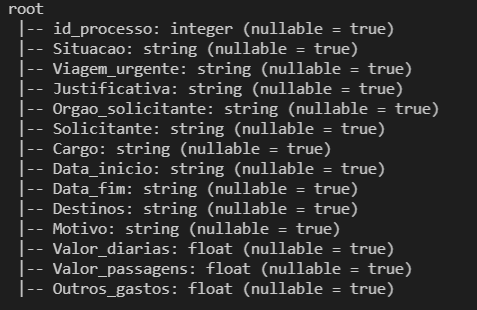 root
 |-- id_processo: integer (nullable = true)
 |-- Situacao: string (nullable = true)
 |-- Viagem_urgente: string (nullable = true)
 |-- Justificativa: string (nullable = true)
 |-- Orgao_solicitante: string (nullable = true)
 |-- Solicitante: string (nullable = true)
 |-- Cargo: string (nullable = true)
 |-- Data_inicio: string (nullable = true)
 |-- Data_fim: string (nullable = true)
 |-- Destinos: string (nullable = true)
 |-- Motivo: string (nullable = true)
 |-- Valor_diarias: float (nullable = true)
 |-- Valor_passagens: float (nullable = true)
 |-- Outros_gastos: float (nullable = true)